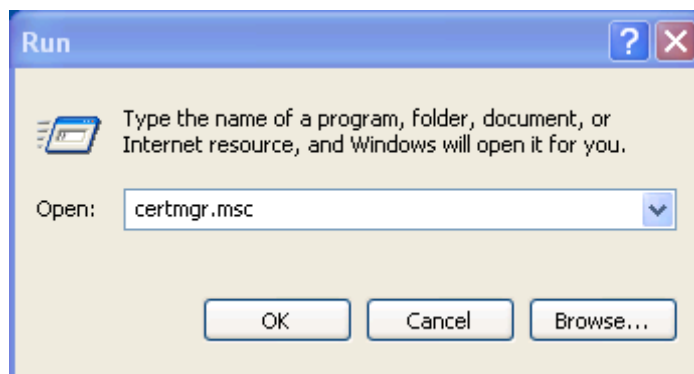 Run
Type the name of a program, folder, document, or
Internet resource, and Windows will open it for you.
Open: certmgr.msc
OK Cancel Browse...